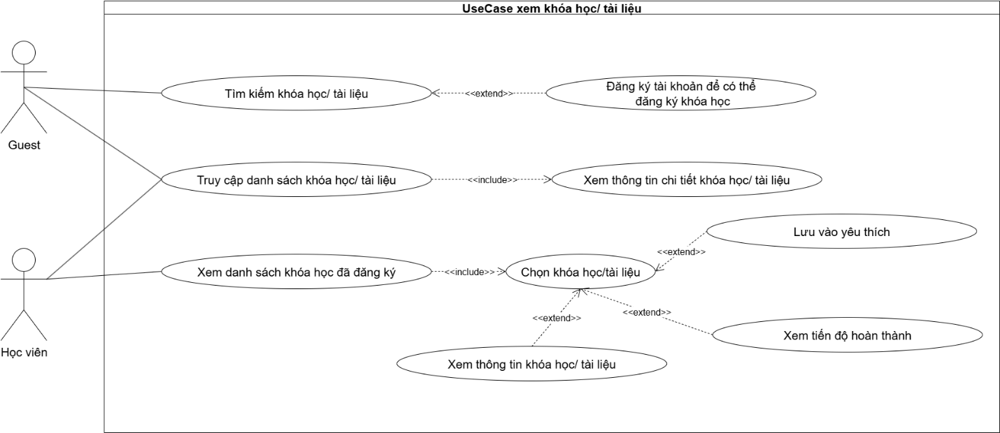 UseCase xem khóa học/ tài liệu
Tìm kiếm khóa học/ tài liệu
<<extend>>
Đăng ký tài khoản để có thể
đăng ký khóa học
Guest
Truy cập danh sách khóa học/ tài liệu
<<include>>
Xem thông tin chi tiết khóa học/ tài liệu
Lưu vào yêu thích
<<extend>>
Xem danh sách khóa học đã đăng ký
<<include>>
Chọn khóa học/tài liệu
<<extend>>
<<extend>>
Xem tiến độ hoàn thành
Học viên
Xem thông tin khóa học/ tài liệu